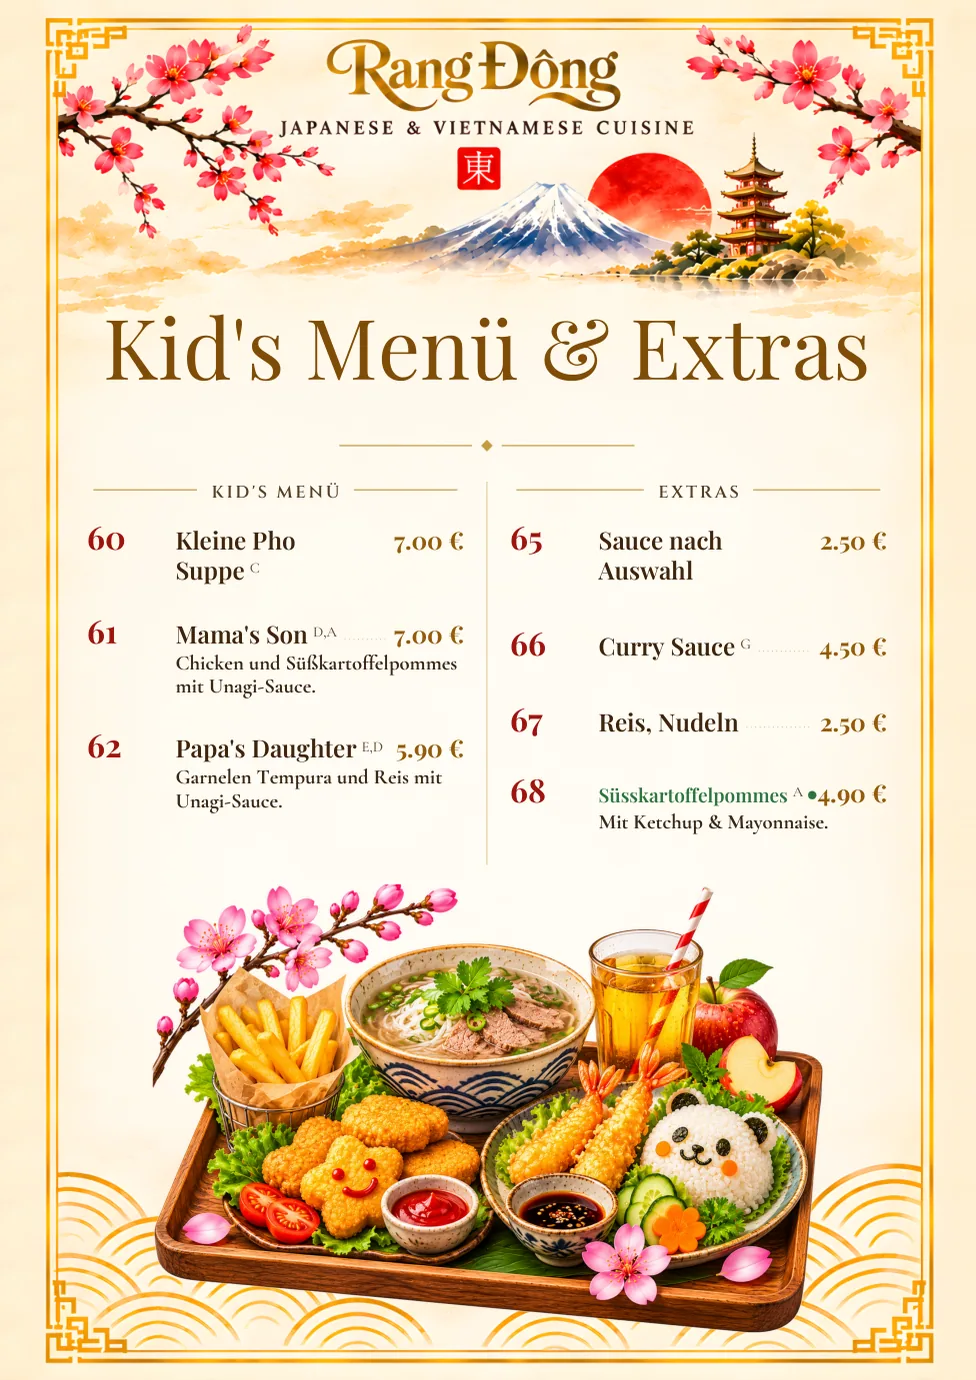 Rang Đông
JAPANESE & VIETNAMESE CUISINE
東
Kid's Menü & Extras
KID'S MENÜ
60 Kleine Pho 7.00 €
Suppe C
61 Mama's Son D,A ........ 7.00 €
Chicken und Süßkartoffelpommes
mit Unagi-Sauce.
62 Papa's Daughter E,D 5.90 €
Garnelen Tempura und Reis mit
Unagi-Sauce.
EXTRAS
65 Sauce nach 2.50 €
Auswahl
66 Curry Sauce G ........ 4.50 €
67 Reis, Nudeln ........ 2.50 €
68 Süsskartoffelpommes A •4.90 €
Mit Ketchup & Mayonnaise.